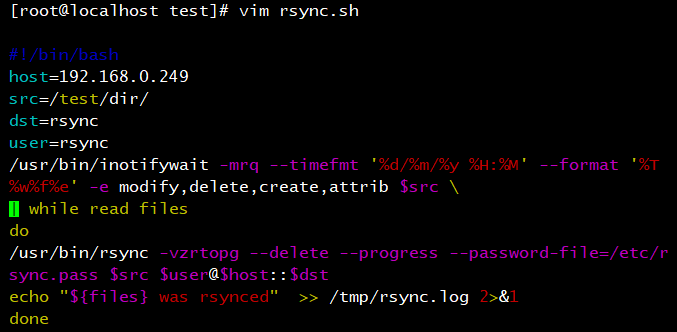 [root@localhost test]# vim rsync.sh
#!/bin/bash
host=192.168.0.249
src=/test/dir/
dst=rsync
user=rsync
/usr/bin/inotifywait -mrq --timefmt '%d/%m/%y %H:%M' --format '%T
%w%f%e' -e modify,delete,create,attrib $src \
| while read files
do
/usr/bin/rsync -vzrtopg --delete --progress --password-file=/etc/r
sync.pass $src $user@$host::$dst
echo "${files} was rsynced"  >> /tmp/rsync.log 2>&1
done